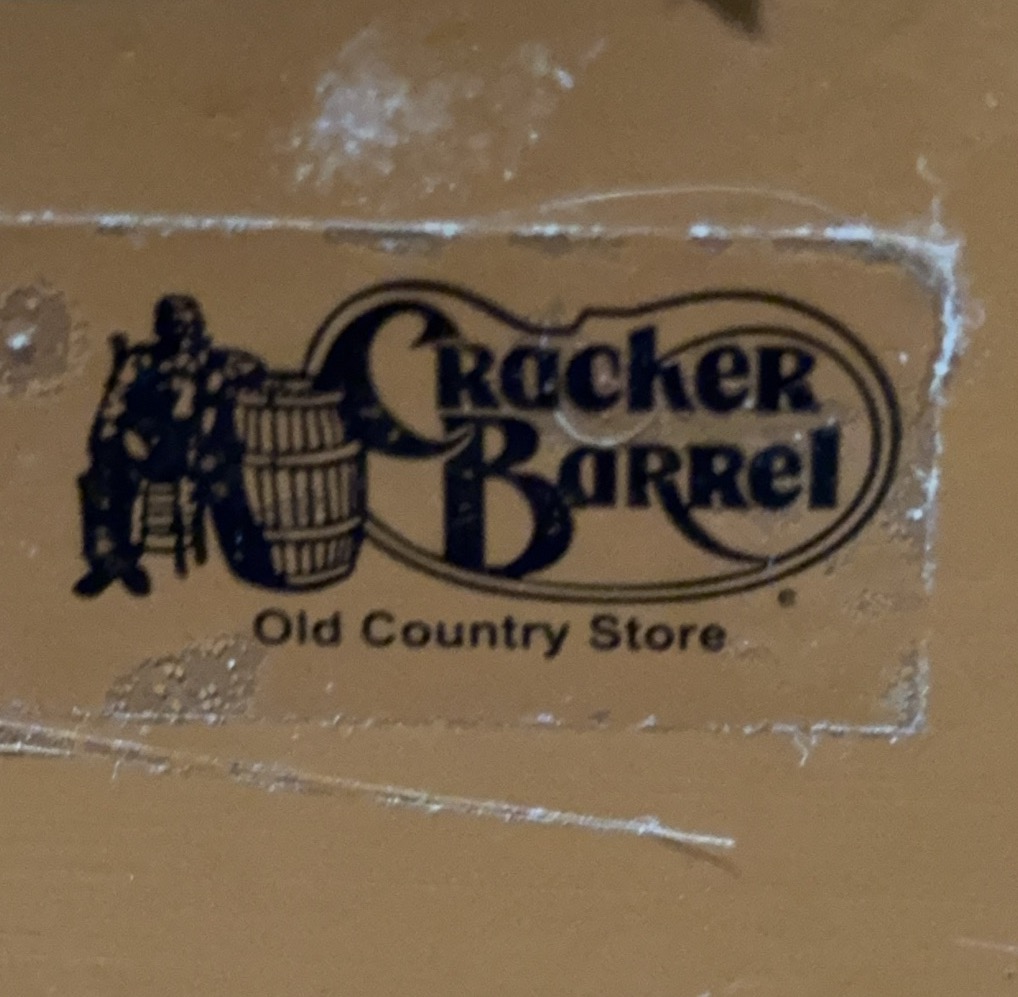 Cracker
Barrel
®
Old Country Store